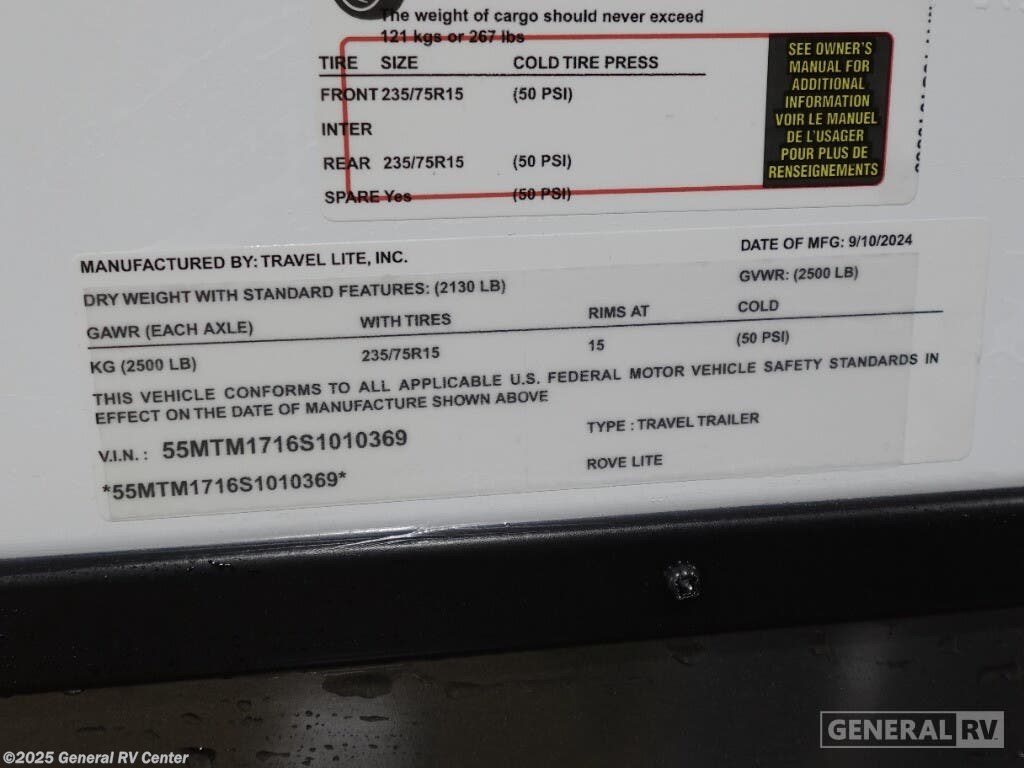 The weight of cargo should never exceed
121 kgs or 267 lbs
TIRE SIZE COLD TIRE PRESS
FRONT 235/75R15 (50 PSI)
INTER
REAR 235/75R15 (50 PSI)
SPARE Yes (50 PSI)
SEE OWNER'S
MANUAL FOR
ADDITIONAL
INFORMATION
VOIR LE MANUEL
DE L'USAGER
POUR PLUS DE
RENSEIGNEMENTS
MANUFACTURED BY: TRAVEL LITE, INC. DATE OF MFG: 9/10/2024
DRY WEIGHT WITH STANDARD FEATURES: (2130 LB) GVWR: (2500 LB)
GAWR (EACH AXLE) WITH TIRES RIMS AT COLD
KG (2500 LB) 235/75R15 15 (50 PSI)
THIS VEHICLE CONFORMS TO ALL APPLICABLE U.S. FEDERAL MOTOR VEHICLE SAFETY STANDARDS IN
EFFECT ON THE DATE OF MANUFACTURE SHOWN ABOVE
V.I.N. : 55MTM1716S1010369 TYPE : TRAVEL TRAILER
*55MTM1716S1010369* ROVE LITE
GENERAL RV
©2025 General RV Center